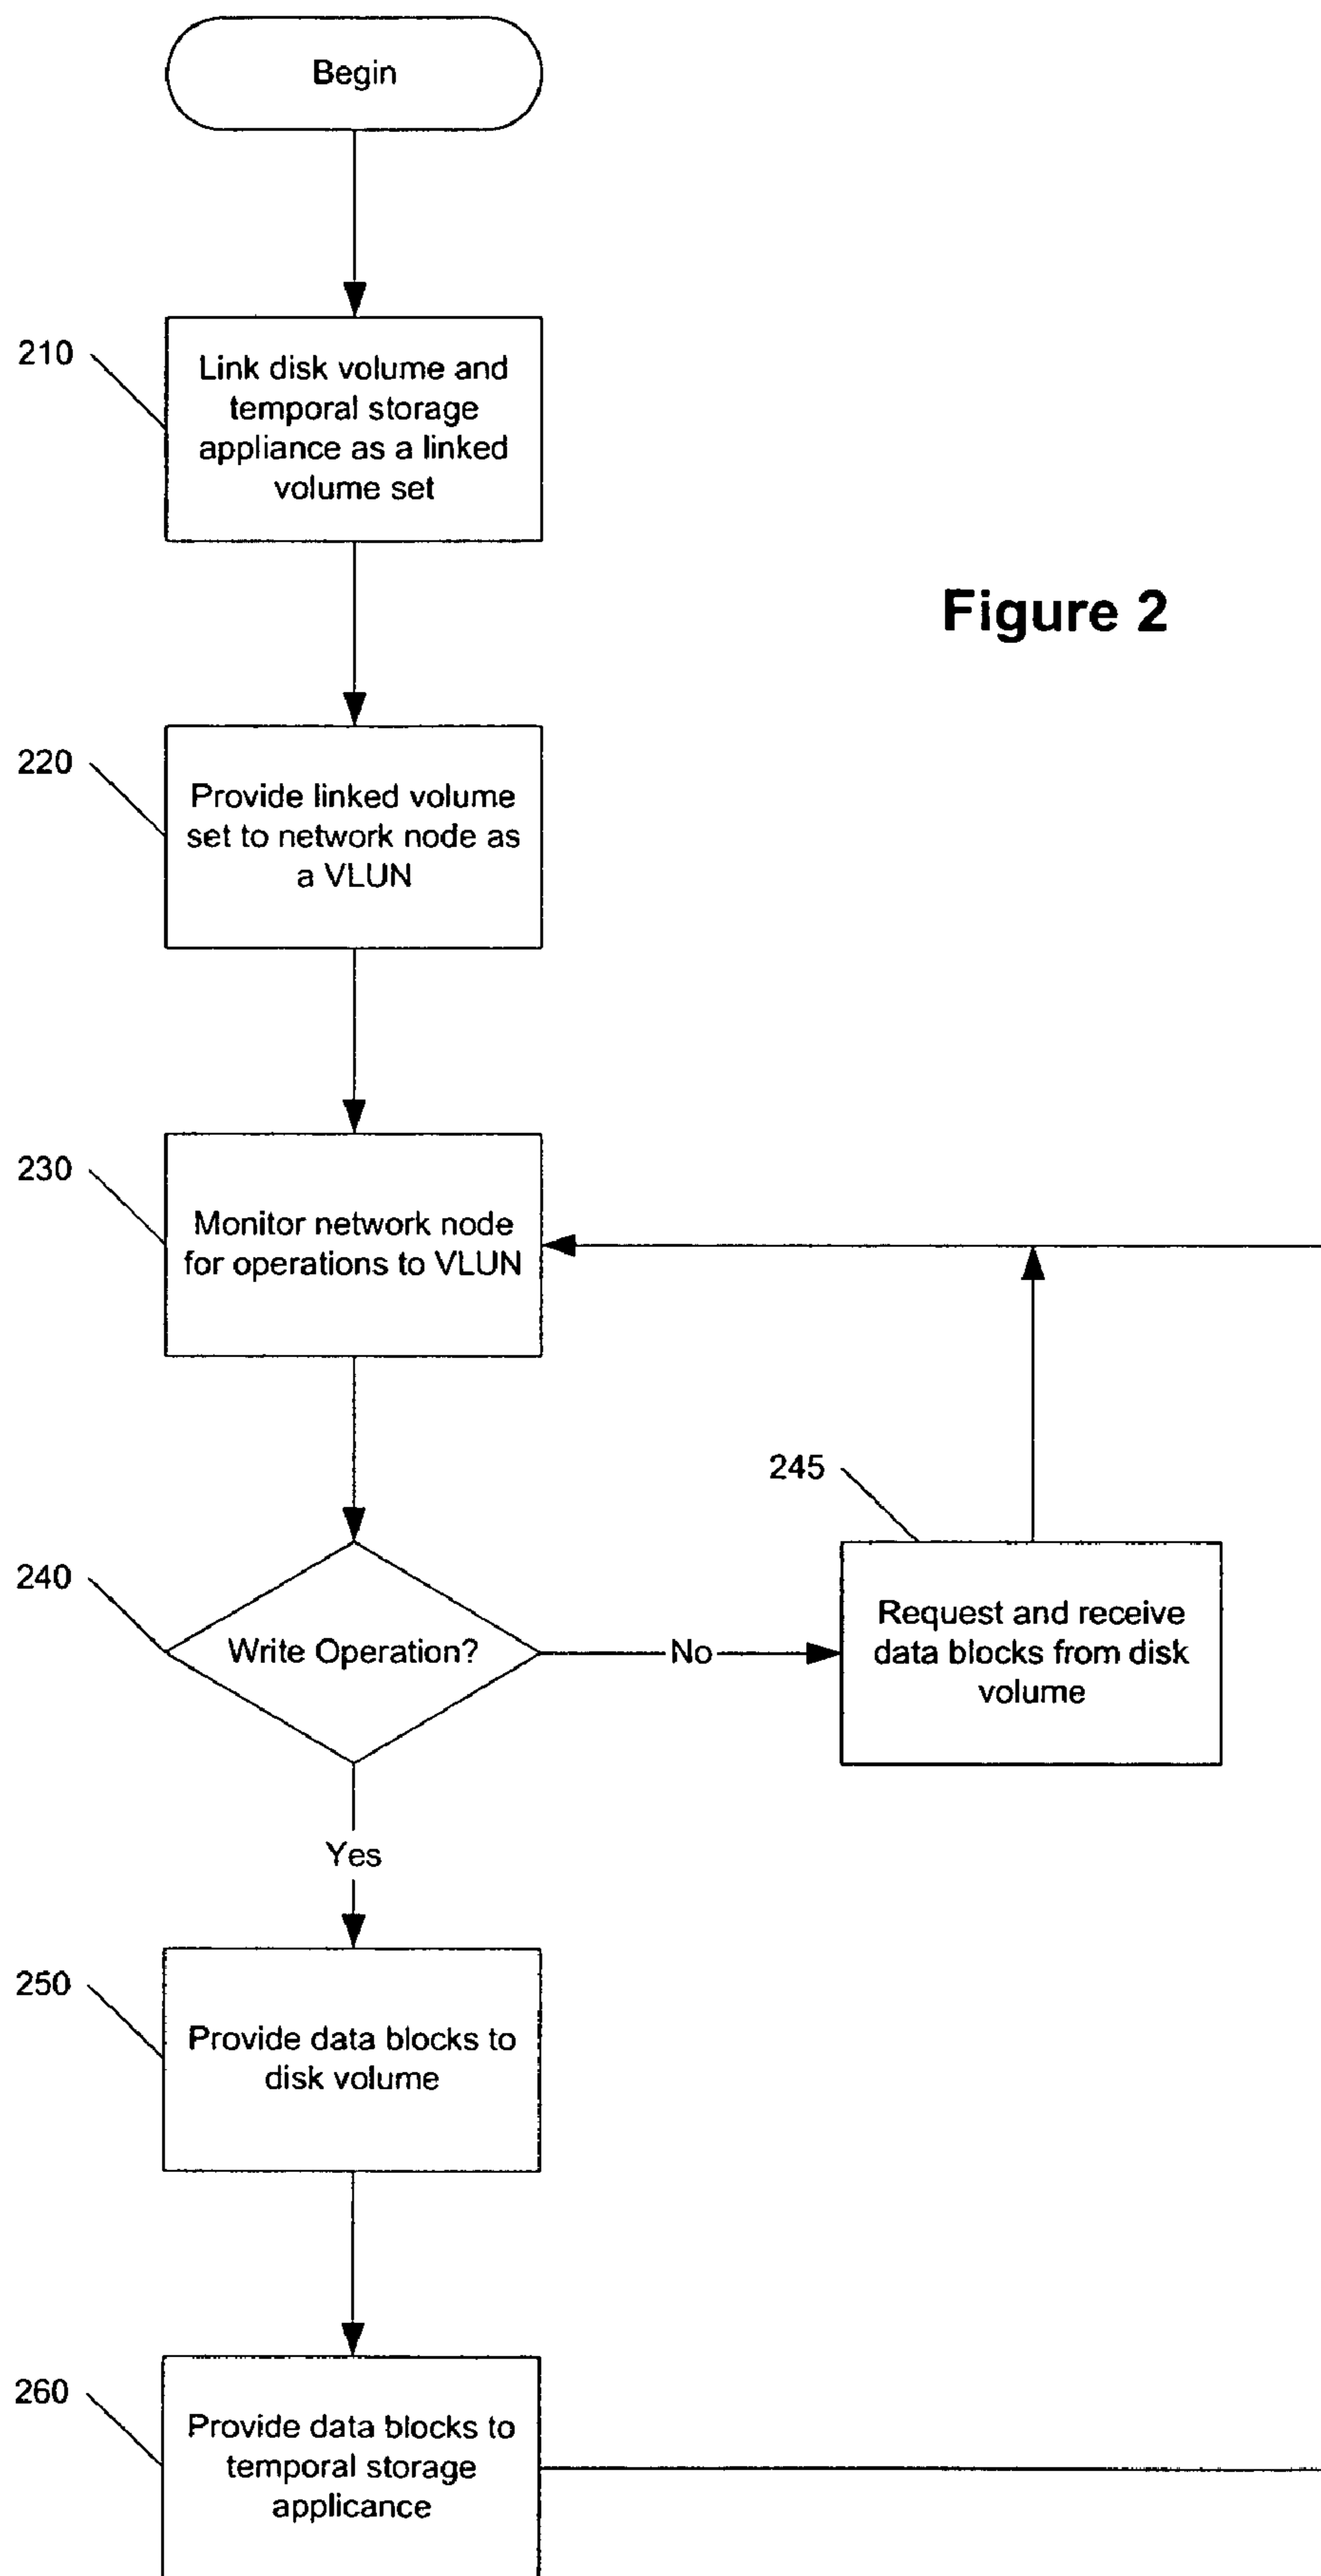 Begin
210
Link disk volume and
temporal storage
appliance as a linked
volume set
Figure 2
220
Provide linked volume
set to network node as
a VLUN
230
Monitor network node
for operations to VLUN
245
240
Write Operation?
No
Request and receive
data blocks from disk
volume
Yes
250
Provide data blocks to
disk volume
260
Provide data blocks to
temporal storage
applicance